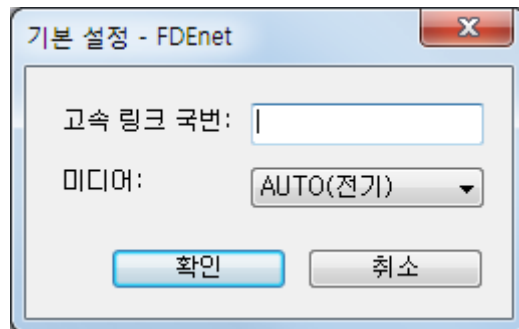 기본 설정 - FDEnet
고속 링크 국번:
미디어: AUTO(전기)
확인 취소